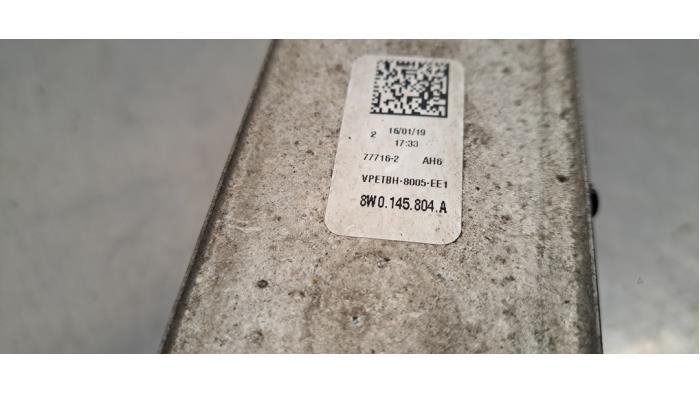 2 16/01/19
17:33
77716-2 AH6
VPETBH-8005-EE1
8W0.145.804.A